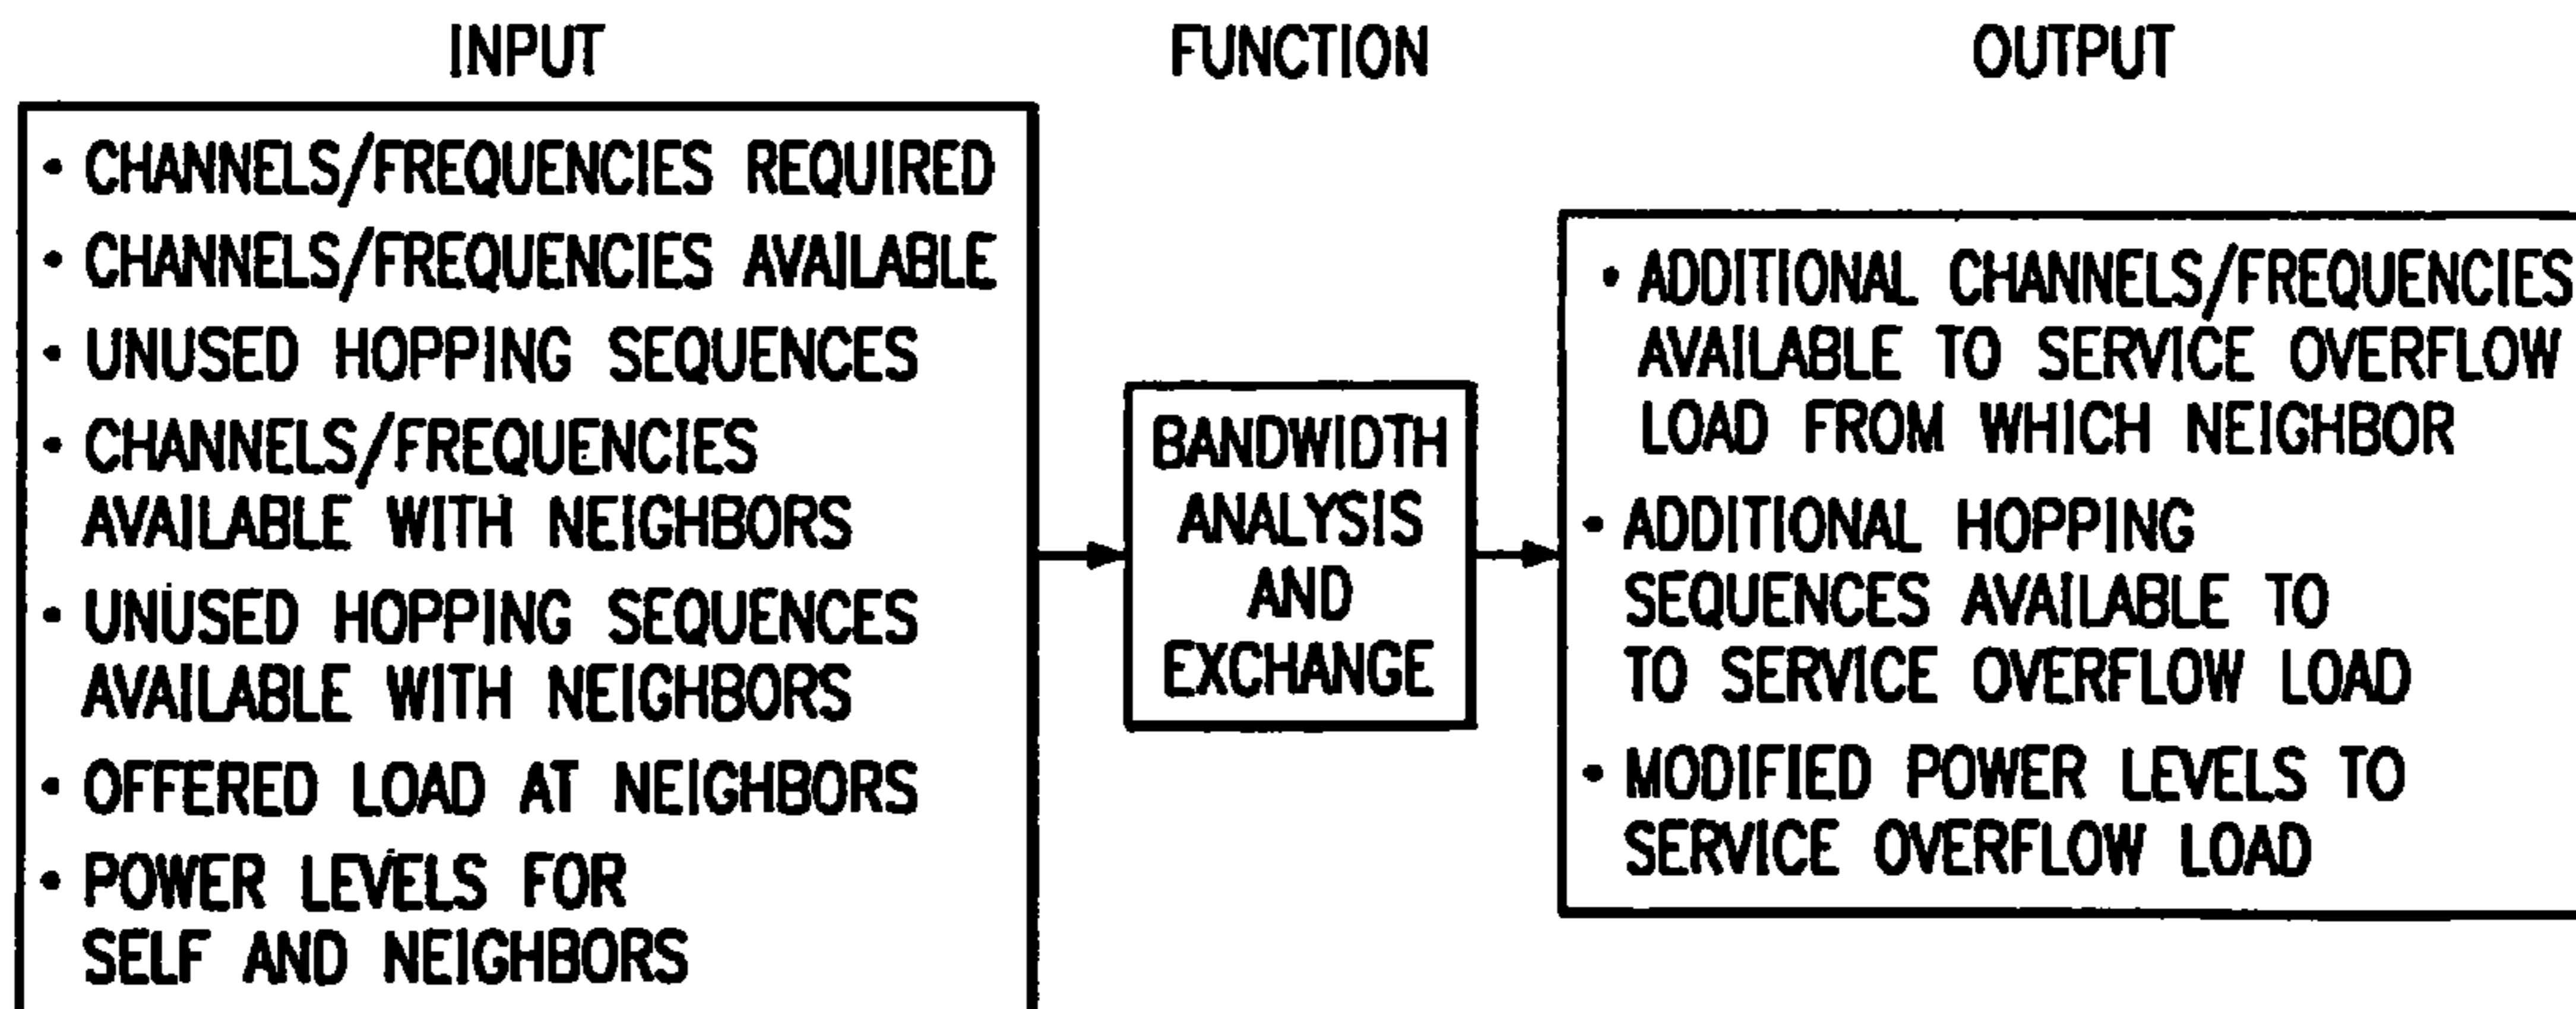 INPUT
FUNCTION
OUTPUT
• CHANNELS/FREQUENCIES REQUIRED
• CHANNELS/FREQUENCIES AVAILABLE
• UNUSED HOPPING SEQUENCES
• CHANNELS/FREQUENCIES
AVAILABLE WITH NEIGHBORS
• UNUSED HOPPING SEQUENCES
AVAILABLE WITH NEIGHBORS
• OFFERED LOAD AT NEIGHBORS
• POWER LEVELS FOR
SELF AND NEIGHBORS
BANDWIDTH
ANALYSIS
AND
EXCHANGE
• ADDITIONAL CHANNELS/FREQUENCIES
AVAILABLE TO SERVICE OVERFLOW
LOAD FROM WHICH NEIGHBOR
• ADDITIONAL HOPPING
SEQUENCES AVAILABLE TO
TO SERVICE OVERFLOW LOAD
• MODIFIED POWER LEVELS TO
SERVICE OVERFLOW LOAD